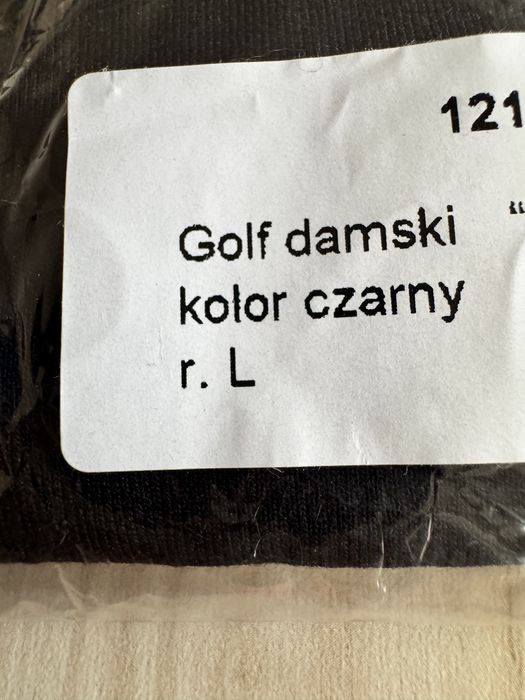 121
Golf damski “
kolor czarny
r. L